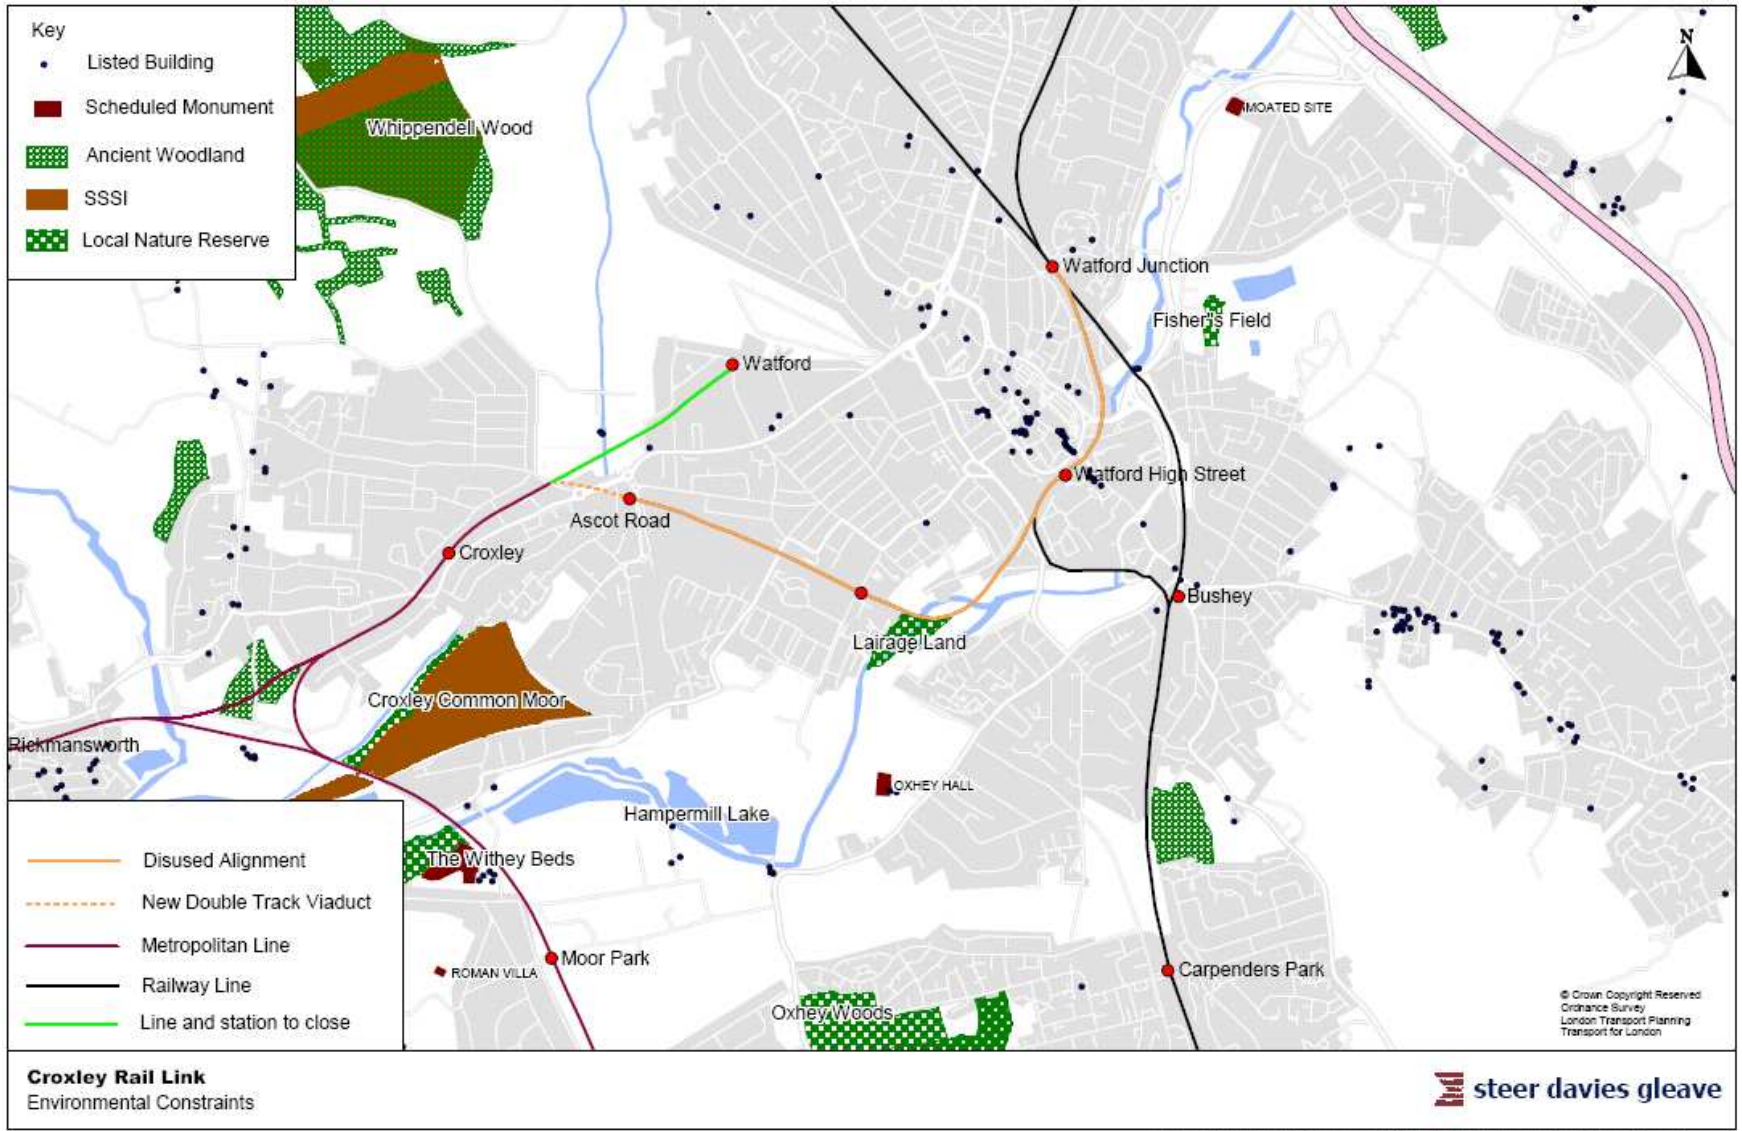 Key
Listed Building
Scheduled Monument
Ancient Woodland
SSSI
Local Nature Reserve
N
MOATED SITE
Whippendell Wood
Watford Junction
Fisher's Field
Watford
Watford High Street
Ascot Road
Croxley
Bushey
Lairage Land
Croxley Common Moor
Rickmansworth
OXHEY HALL
Hampermill Lake
The Withey Beds
Moor Park
ROMAN VILLA
Carpenders Park
Oxhey Woods
Disused Alignment
New Double Track Viaduct
Metropolitan Line
Railway Line
Line and station to close
© Crown Copyright Reserved
Ordnance Survey
London Transport Planning
Transport for London
Croxley Rail Link
Environmental Constraints
steer davies gleave